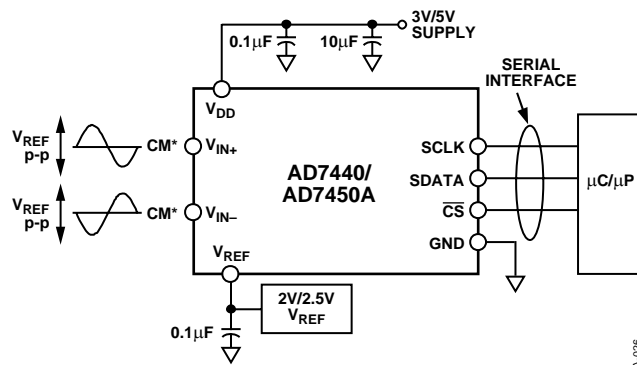 3V/5V
SUPPLY
0.1µF
10µF
SERIAL
INTERFACE
VDD
VREF
p-p
CM*
VIN+
AD7440/
AD7450A
SCLK
SDATA
CS
GND
µC/µP
VREF
p-p
CM*
VIN–
VREF
2V/2.5V
VREF
0.1µF